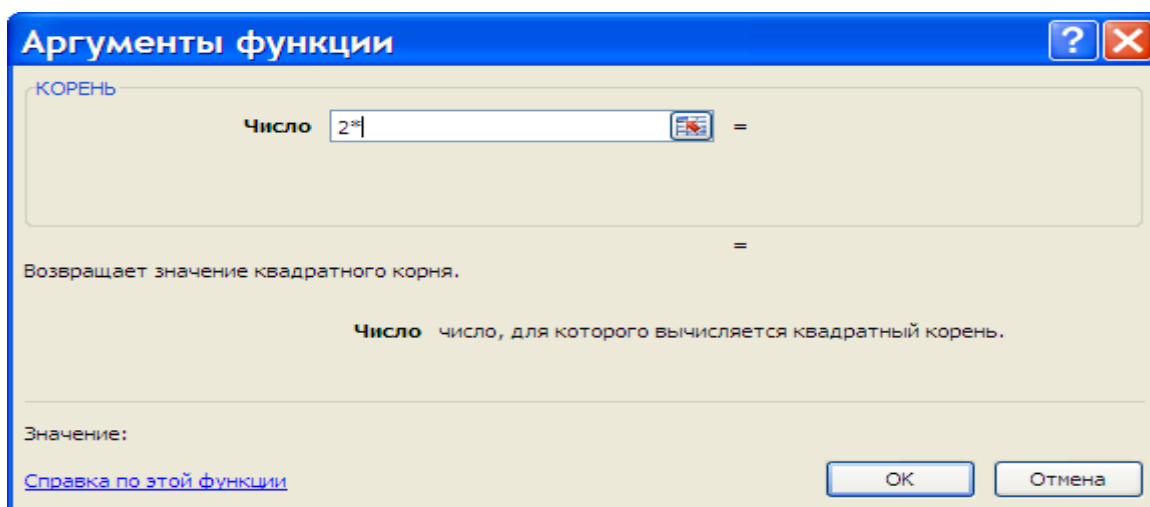 Аргументы функции
КОРЕНЬ
Число 2* =
=
Возвращает значение квадратного корня.
Число число, для которого вычисляется квадратный корень.
Значение:
Справка по этой функции
ОК Отмена